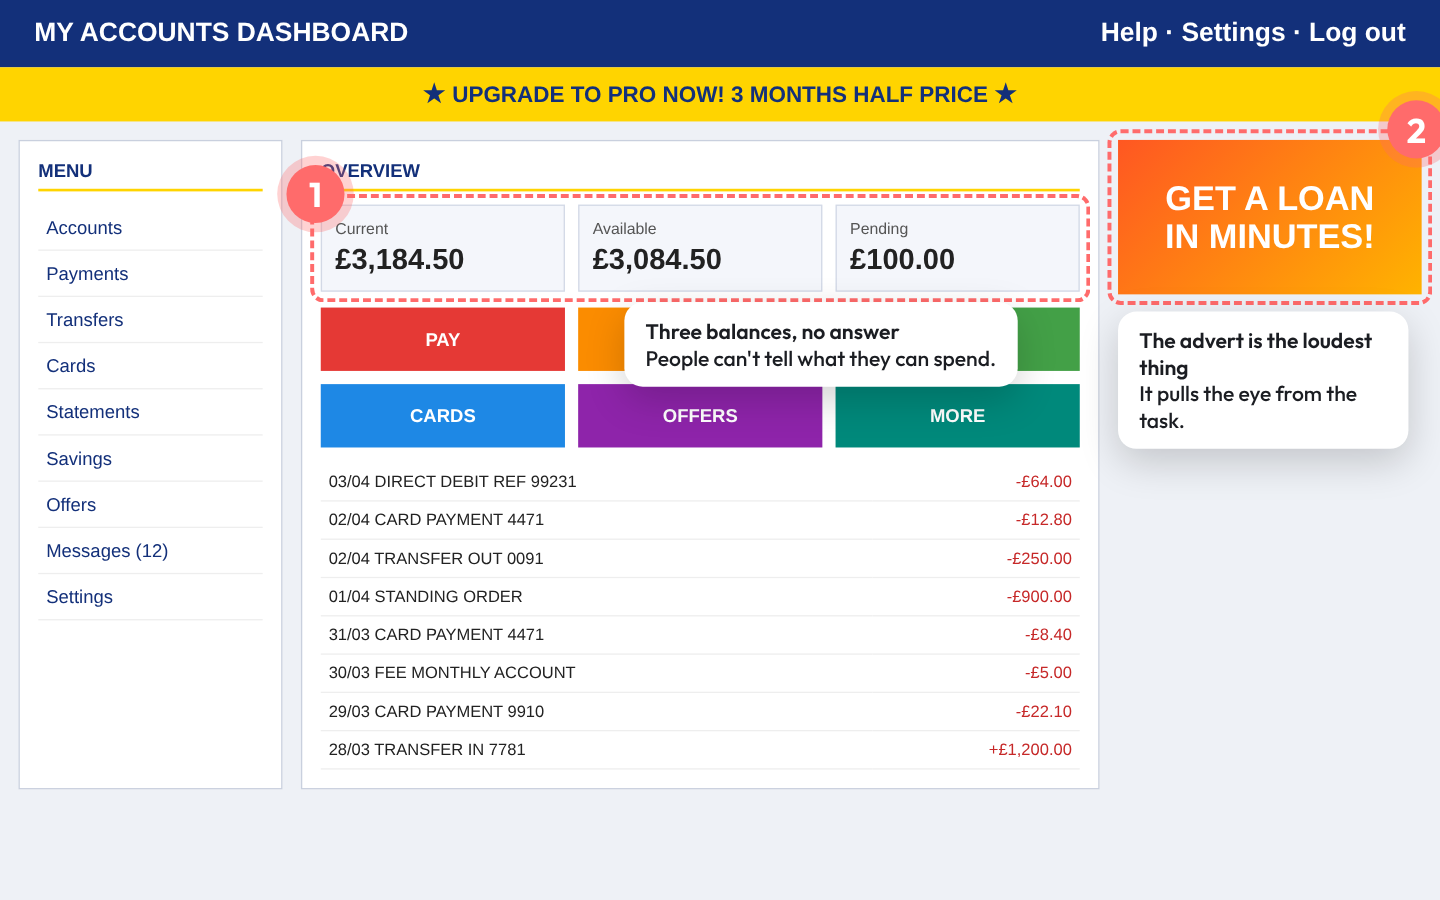 MY ACCOUNTS DASHBOARD
Help · Settings · Log out
★ UPGRADE TO PRO NOW! 3 MONTHS HALF PRICE ★
MENU
Accounts
Payments
Transfers
Cards
Statements
Savings
Offers
Messages (12)
Settings
1
OVERVIEW
Current
£3,184.50
Available
£3,084.50
Pending
£100.00
PAY
Three balances, no answer
People can't tell what they can spend.
CARDS
OFFERS
MORE
03/04 DIRECT DEBIT REF 99231 -£64.00
02/04 CARD PAYMENT 4471 -£12.80
02/04 TRANSFER OUT 0091 -£250.00
01/04 STANDING ORDER -£900.00
31/03 CARD PAYMENT 4471 -£8.40
30/03 FEE MONTHLY ACCOUNT -£5.00
29/03 CARD PAYMENT 9910 -£22.10
28/03 TRANSFER IN 7781 +£1,200.00
2
GET A LOAN
IN MINUTES!
The advert is the loudest
thing
It pulls the eye from the
task.